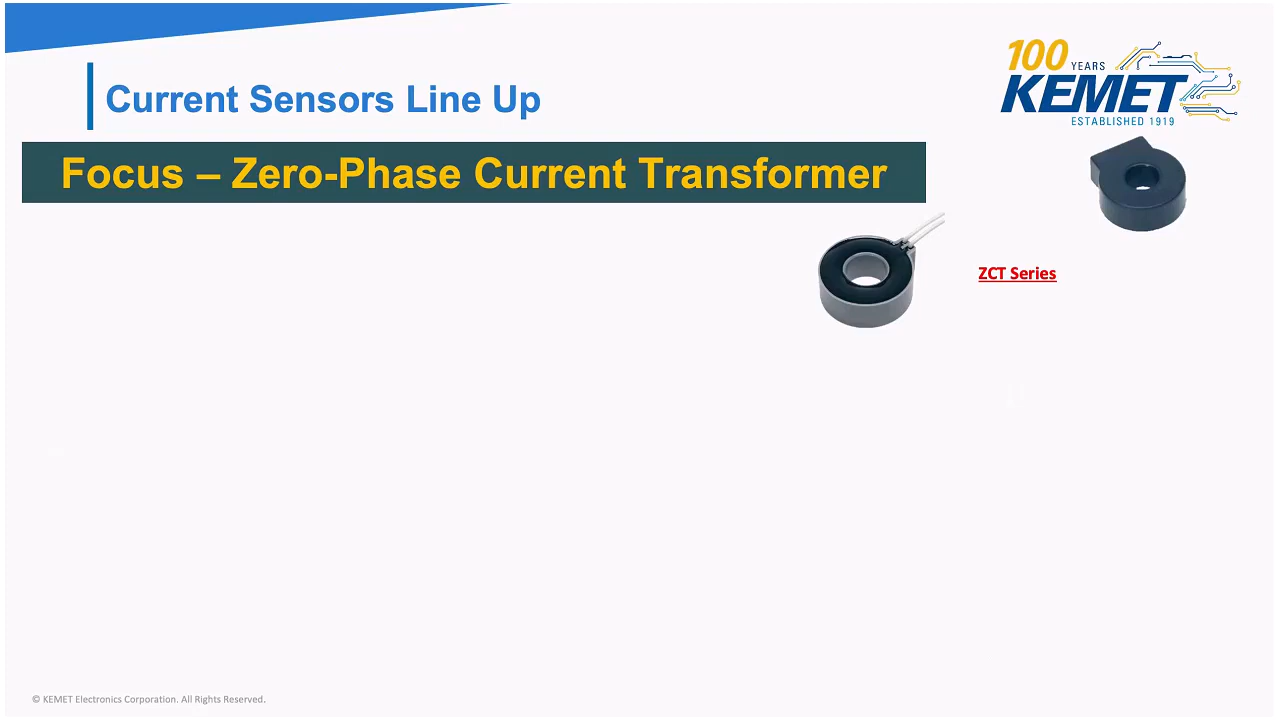 Current Sensors Line Up
100 YEARS
KEMET
ESTABLISHED 1919
Focus – Zero-Phase Current Transformer
ZCT Series
© KEMET Electronics Corporation. All Rights Reserved.